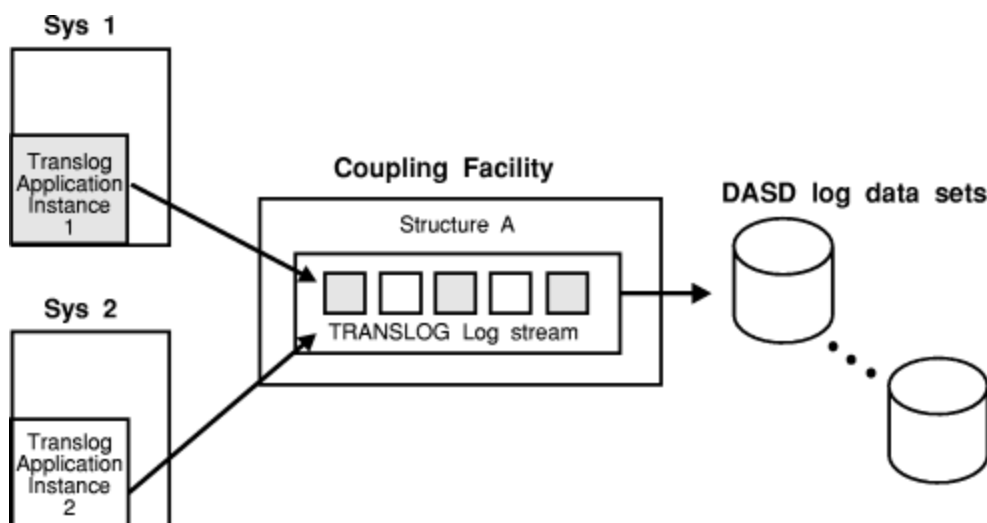 Sys 1
Translog
Application
Instance
1
Coupling Facility
Structure A
TRANSLOG Log stream
DASD log data sets
Sys 2
Translog
Application
Instance
2